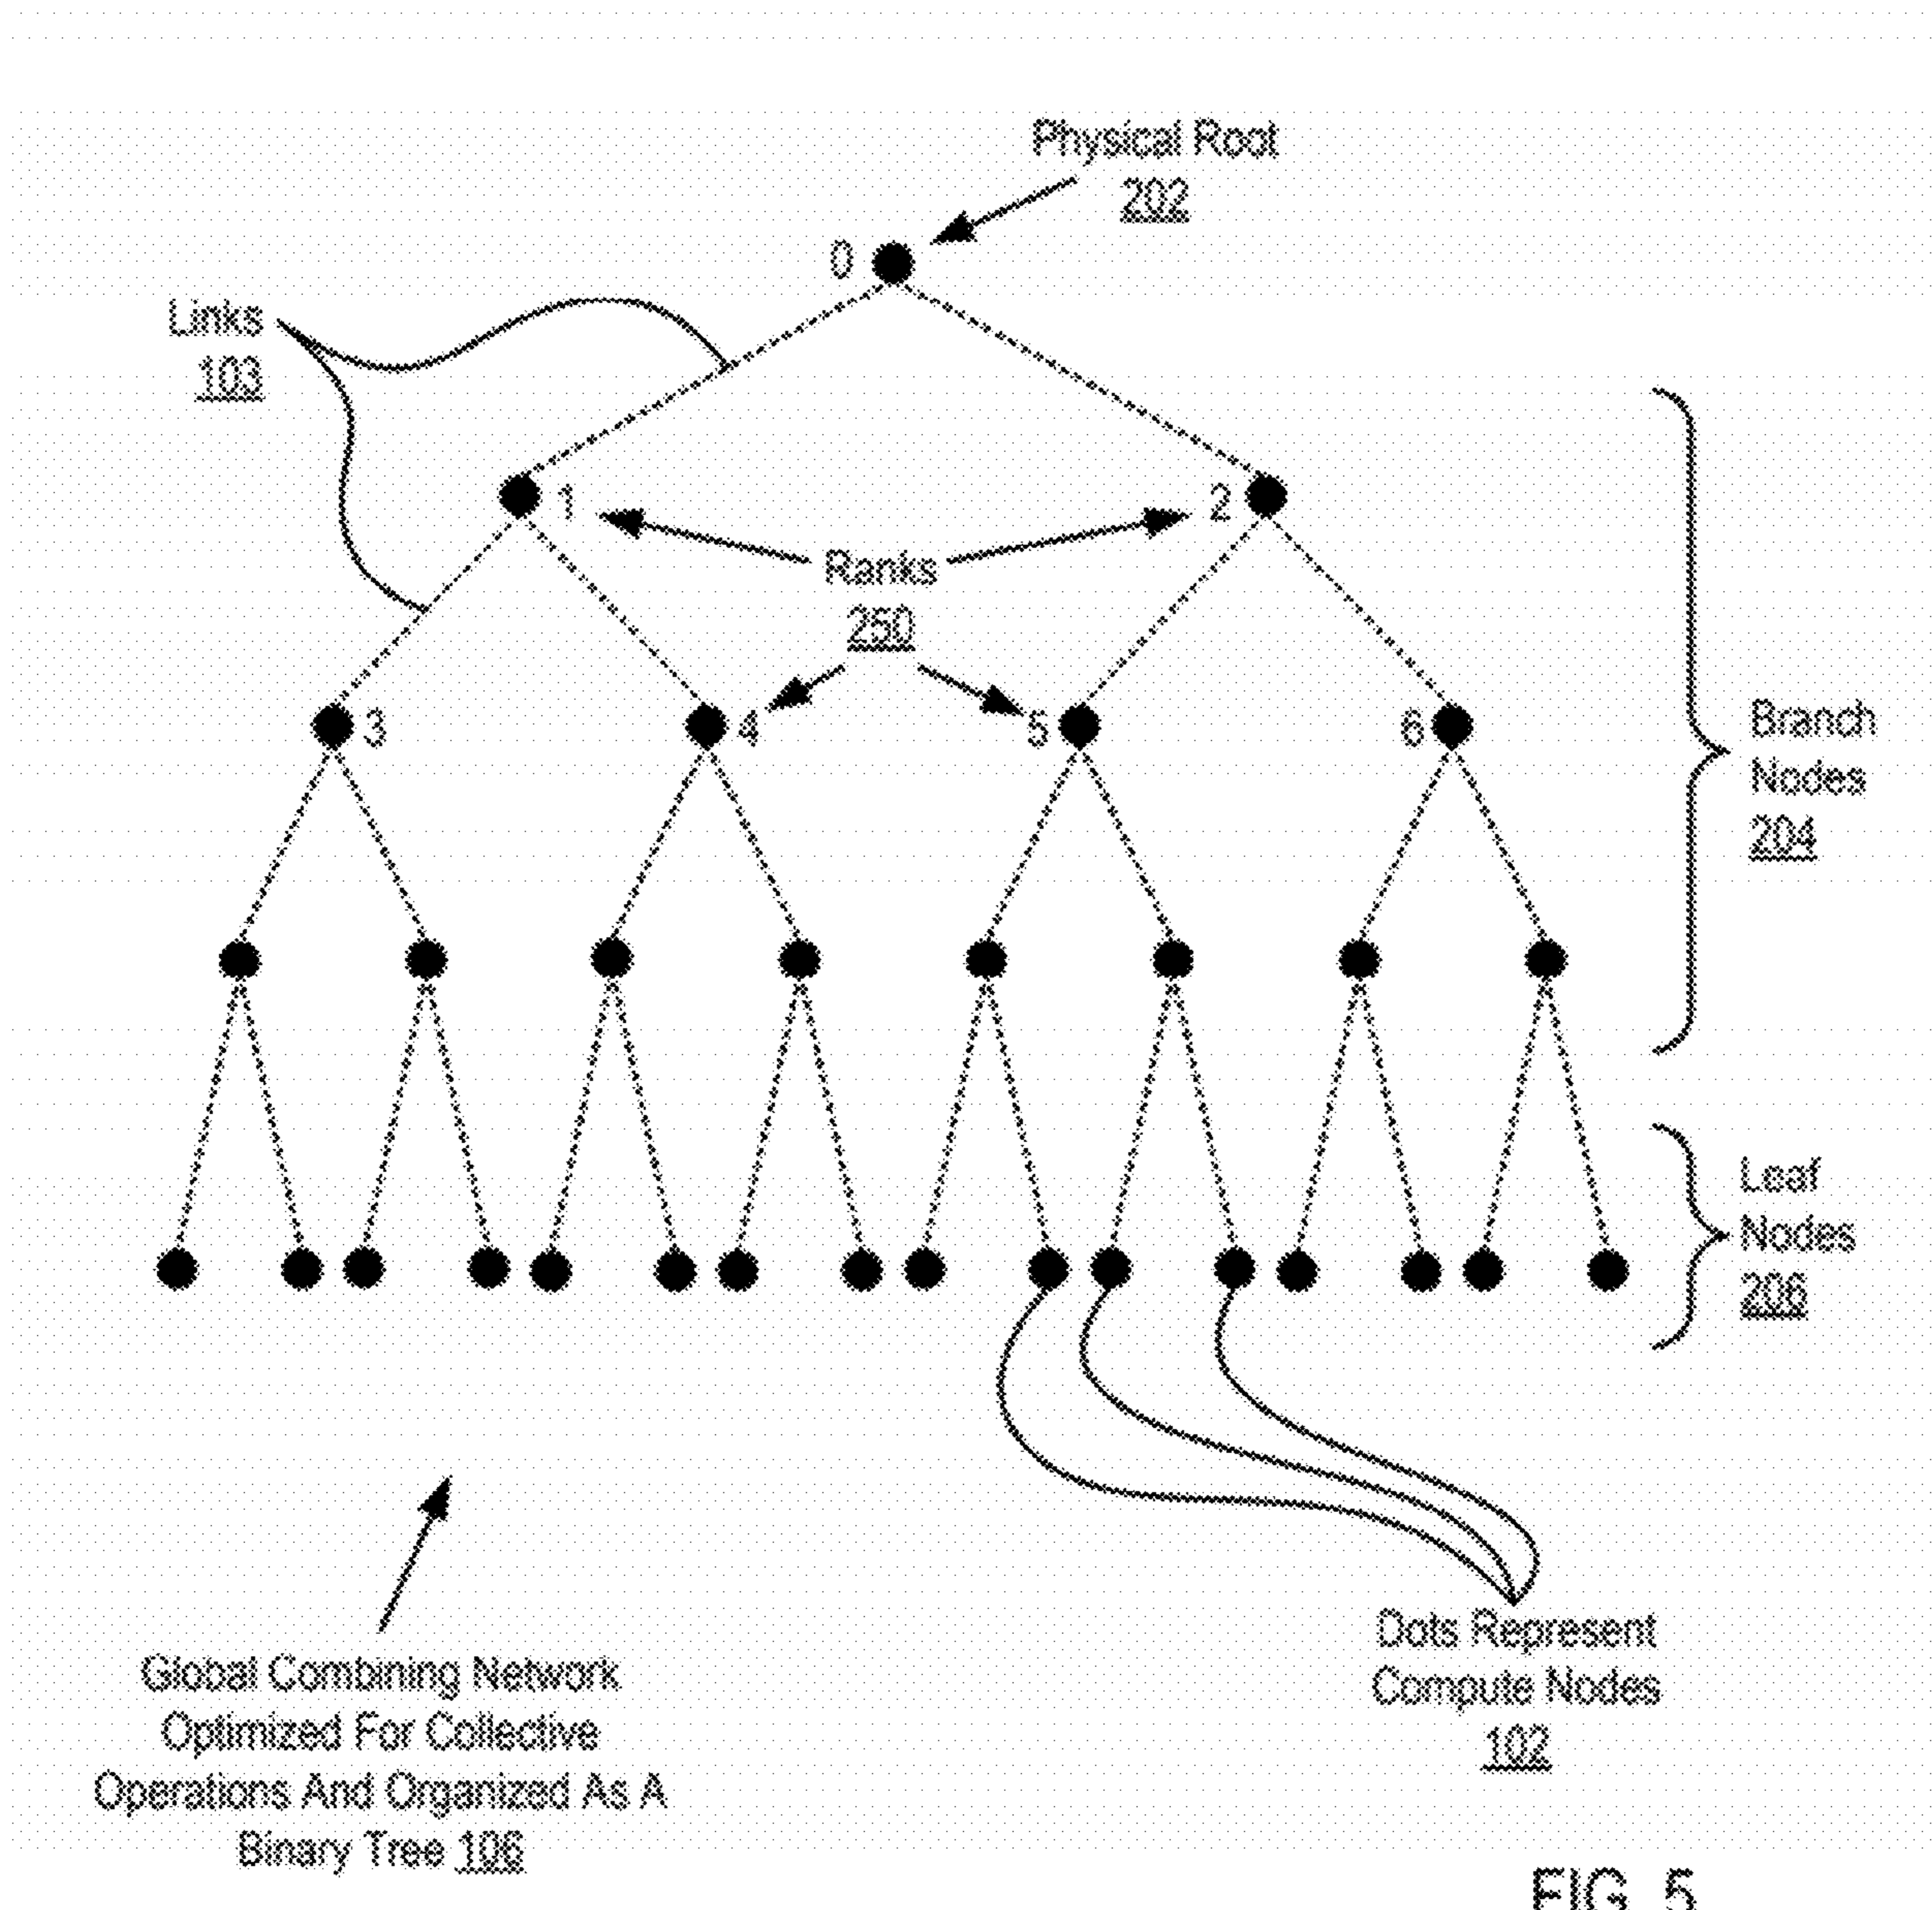 Physical Root
202
0
Links
103
1
2
Ranks
250
3
4
5
6
Branch
Nodes
204
Leaf
Nodes
206
Dots Represent
Compute Nodes
102
Global Combining Network
Optimized For Collective
Operations And Organized As A
Binary Tree 106
FIG. 5